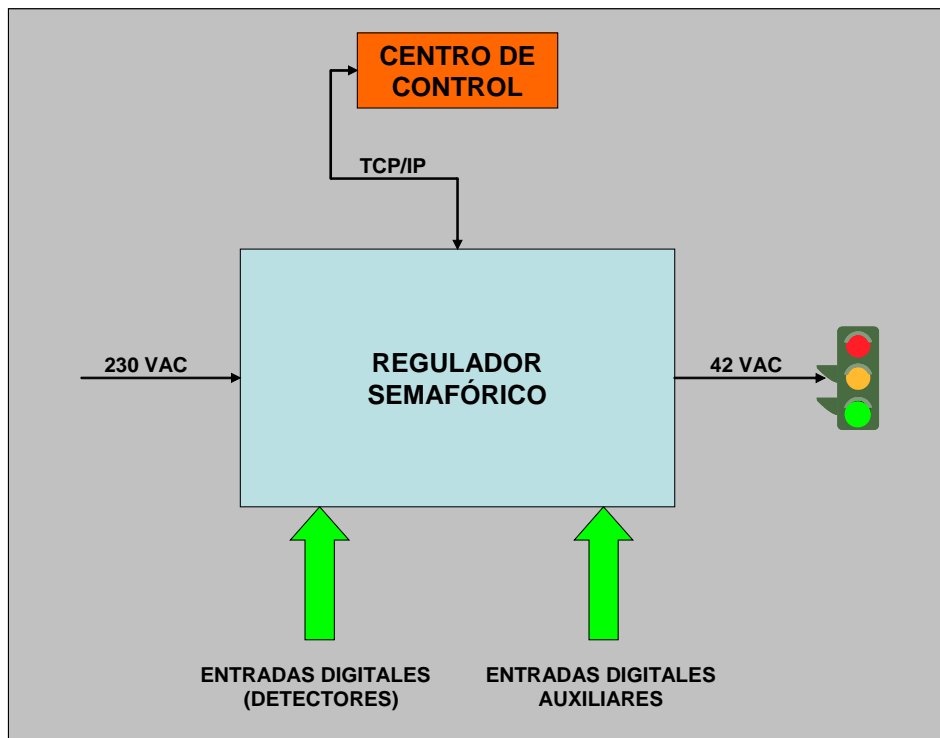 CENTRO DE
CONTROL
TCP/IP
230 VAC
REGULADOR
SEMAFÓRICO
42 VAC
ENTRADAS DIGITALES
(DETECTORES)
ENTRADAS DIGITALES
AUXILIARES